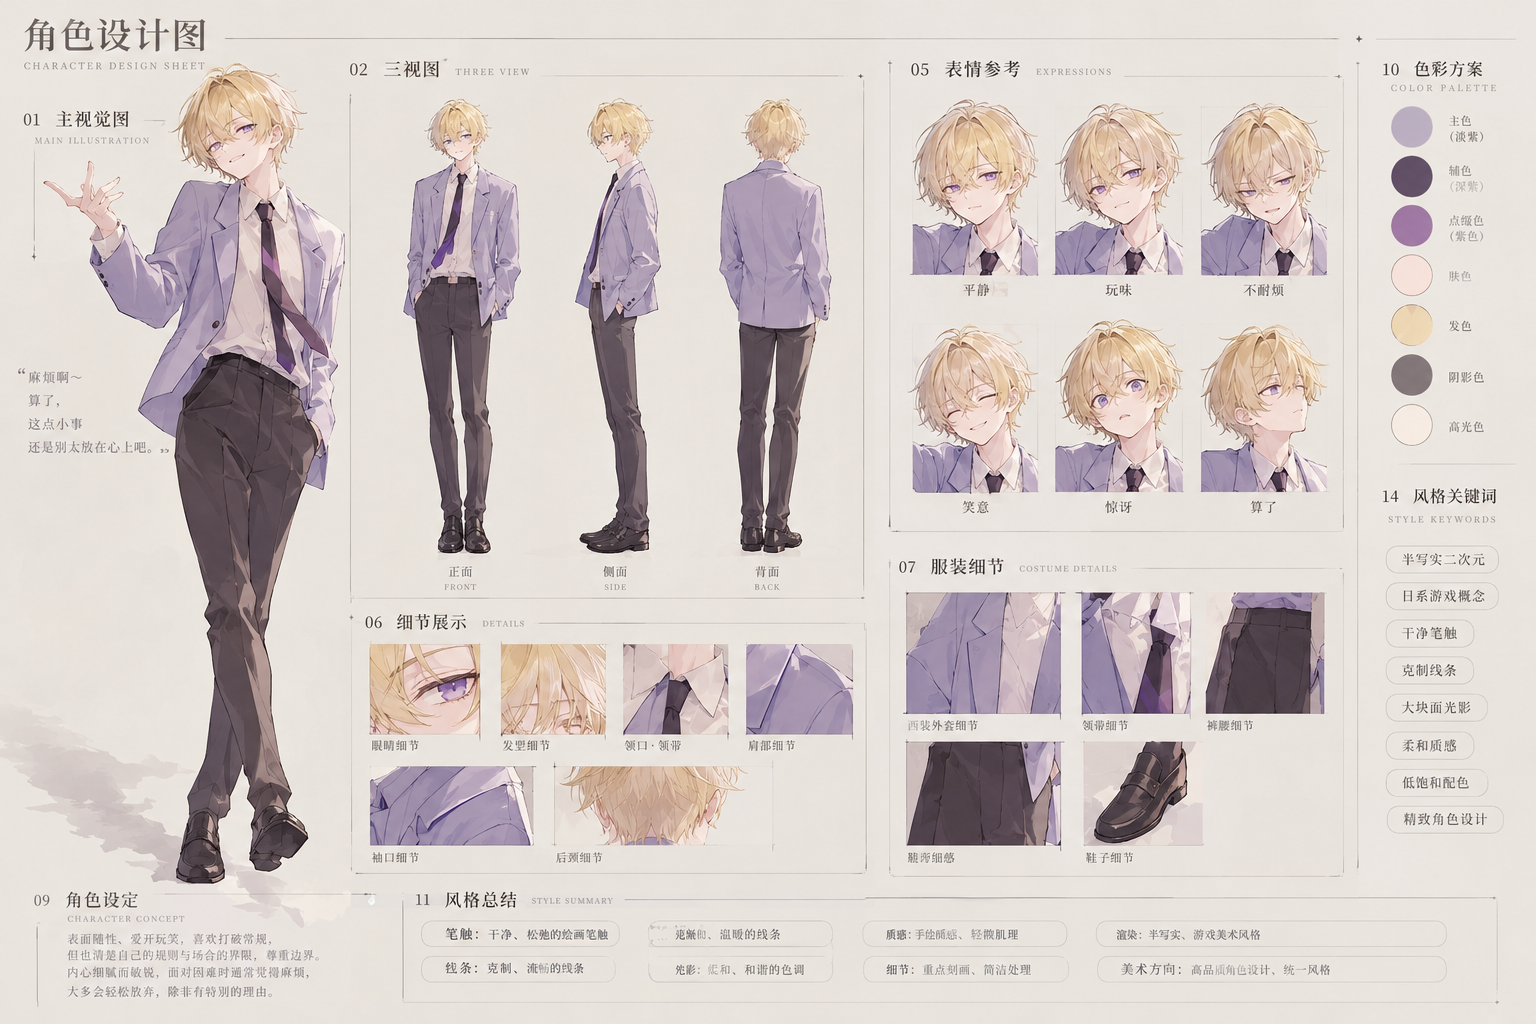 角色设计图
CHARACTER DESIGN SHEET
01 主视觉图
MAIN ILLUSTRATION
“麻烦啊～
算了，
这点小事
还是别太放在心上吧。”
02 三视图 THREE VIEW
正面
FRONT
侧面
SIDE
背面
BACK
05 表情参考 EXPRESSIONS
平静
玩味
不耐烦
笑意
惊讶
算了
06 细节展示 DETAILS
眼睛细节
发型细节
领口·领带
肩部细节
袖口细节
后颈细节
07 服装细节 COSTUME DETAILS
西装外套细节
领带细节
裤腰细节
鞋子细节
10 色彩方案
COLOR PALETTE
主色
(淡紫)
辅色
(深紫)
点缀色
(紫色)
肤色
发色
阴影色
高光色
14 风格关键词
STYLE KEYWORDS
半写实二次元
日系游戏概念
干净笔触
克制线条
大块面光影
柔和质感
低饱和配色
精致角色设计
09 角色设定
CHARACTER CONCEPT
表面随性、爱开玩笑，喜欢打破常规，
但也清楚自己的规则与场合的界限，尊重边界。
内心细腻而敏锐，面对困难时通常觉得麻烦，
大多会轻松放弃，除非有特别的理由。
11 风格总结 STYLE SUMMARY
笔触：干净、松弛的绘画笔触
、温暖的线条
质感：、轻微肌理
渲染：半写实、游戏美术风格
线条：克制、流畅的线条
光影：柔和、和谐的色调
细节：重点刻画、简洁处理
美术方向：高品质角色设计、统一风格